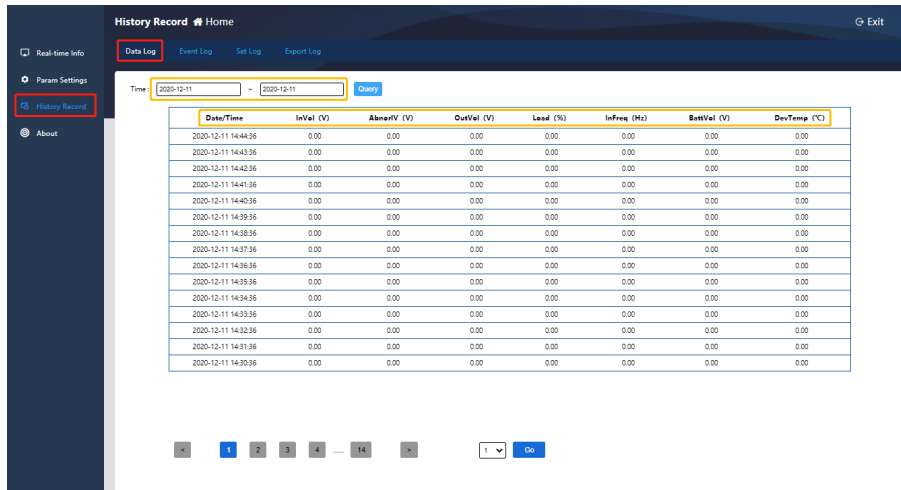 History Record Home Exit
Real-time Info
Param Settings
History Record
About
Data Log Event Log Set Log Export Log
Time : 2020-12-11 ~ 2020-12-11 Query
Date/Time InVol (V) AbnorIV (V) OutVol (V) Load (%) InFreq (Hz) BattVol (V) DevTemp (℃)
2020-12-11 14:44:36 0.00 0.00 0.00 0.00 0.00 0.00 0.00
2020-12-11 14:43:36 0.00 0.00 0.00 0.00 0.00 0.00 0.00
2020-12-11 14:42:36 0.00 0.00 0.00 0.00 0.00 0.00 0.00
2020-12-11 14:41:36 0.00 0.00 0.00 0.00 0.00 0.00 0.00
2020-12-11 14:40:36 0.00 0.00 0.00 0.00 0.00 0.00 0.00
2020-12-11 14:39:36 0.00 0.00 0.00 0.00 0.00 0.00 0.00
2020-12-11 14:38:36 0.00 0.00 0.00 0.00 0.00 0.00 0.00
2020-12-11 14:37:36 0.00 0.00 0.00 0.00 0.00 0.00 0.00
2020-12-11 14:36:36 0.00 0.00 0.00 0.00 0.00 0.00 0.00
2020-12-11 14:35:36 0.00 0.00 0.00 0.00 0.00 0.00 0.00
2020-12-11 14:34:36 0.00 0.00 0.00 0.00 0.00 0.00 0.00
2020-12-11 14:33:36 0.00 0.00 0.00 0.00 0.00 0.00 0.00
2020-12-11 14:32:36 0.00 0.00 0.00 0.00 0.00 0.00 0.00
2020-12-11 14:31:36 0.00 0.00 0.00 0.00 0.00 0.00 0.00
2020-12-11 14:30:36 0.00 0.00 0.00 0.00 0.00 0.00 0.00
< 1 2 3 4 ..... 14 > 1 Go